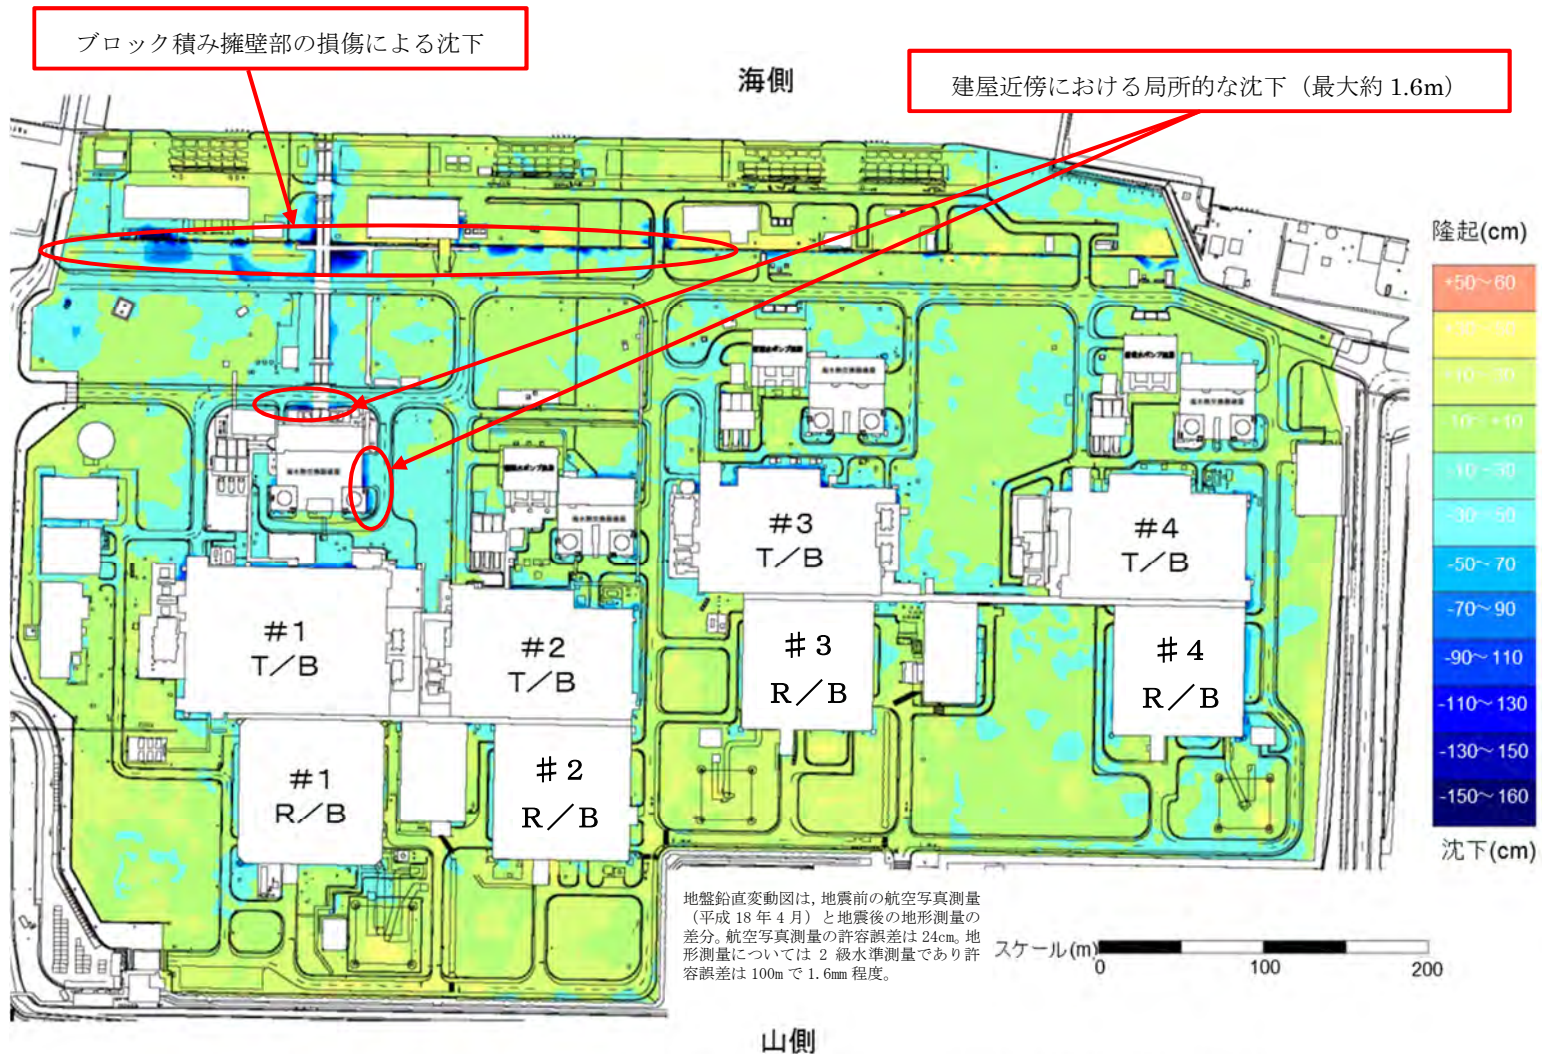 ブロック積み擁壁部の損傷による沈下
海側
建屋近傍における局所的な沈下（最大約 1.6m）
隆起(cm)
+50～60
+30～50
+10～30
-10～+10
-10～30
-30～50
-50～70
-70～90
-90～110
-110～130
-130～150
-150～160
沈下(cm)
#3
T／B
#4
T／B
#1
T／B
#2
T／B
＃3
R／B
＃4
R／B
#1
R／B
＃2
R／B
地盤鉛直変動図は，地震前の航空写真測量
（平成 18 年 4 月）と地震後の地形測量の
差分。航空写真測量の許容誤差は 24cm。地
形測量については 2 級水準測量であり許
容誤差は 100m で 1.6mm 程度。
スケール(m)
0
100
200
山側